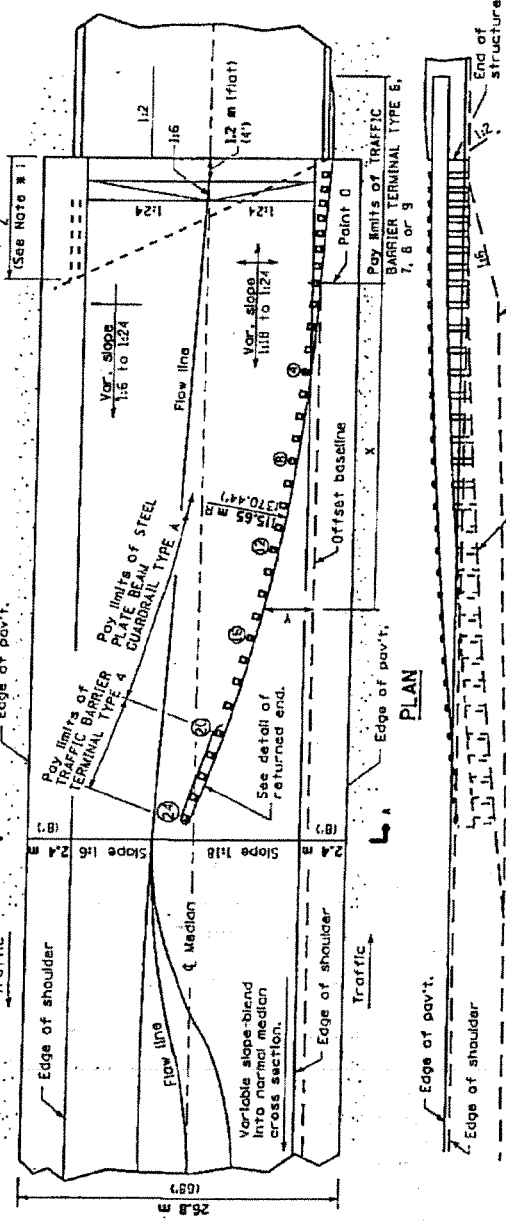 Edge of pav't.
Traffic
Z
(See Note # 1)
Pay limits of
TRAFFIC BARRIER
TERMINAL TYPE 4
Pay limits of STEEL
PLATE BEAM
GUARDRAIL TYPE A
Var. slope
1:6 to 1:24
Flow line
1:24
1:6
1:2
1.2 m (flat)
(4')
Var. slope
1:18 to 1:24
1:24
Point O
Pay limits of TRAFFIC
BARRIER TERMINAL TYPE 6,
7, 8 or 9
26.8 m
(88')
Edge of shoulder
Flow line
℄ Median
Variable slope-blend
into normal median
cross section.
Edge of shoulder
Traffic
2.4 m
(8')
Slope 1:6
Slope 1:18
2.4 m
(8')
A
24
20
16
12
8
4
R
115.65 m
(370.44')
See detail of
returned end.
Y
X
Offset baseline
Edge of pav't.
PLAN
Edge of pav't.
Edge of shoulder
End of
structure
1:2
1:6